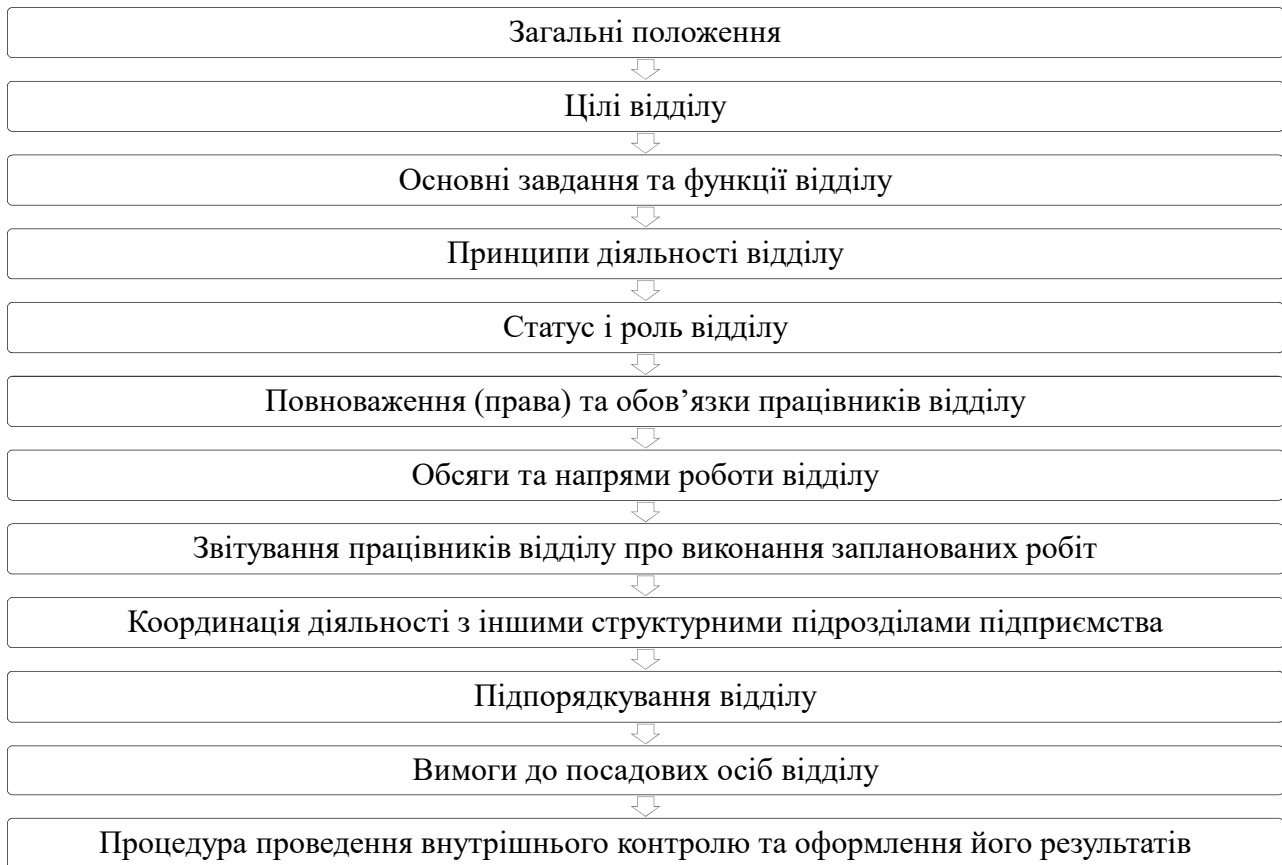 Загальні положення
Цілі відділу
Основні завдання та функції відділу
Принципи діяльності відділу
Статус і роль відділу
Повноваження (права) та обов’язки працівників відділу
Обсяги та напрями роботи відділу
Звітування працівників відділу про виконання запланованих робіт
Координація діяльності з іншими структурними підрозділами підприємства
Підпорядкування відділу
Вимоги до посадових осіб відділу
Процедура проведення внутрішнього контролю та оформлення його результатів